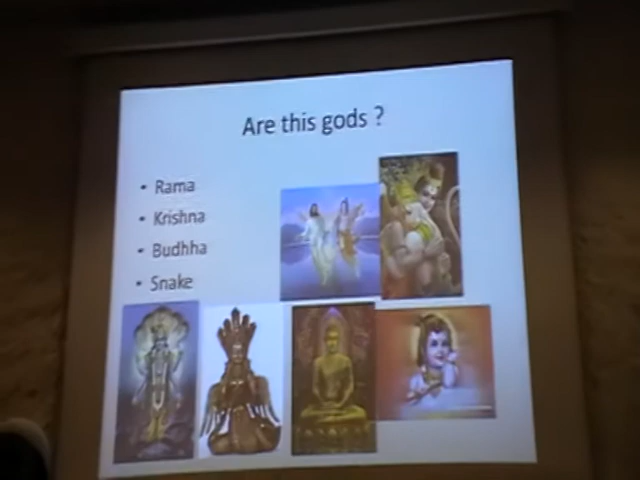 Are this gods ?
• Rama
• Krishna
• Budhha
• Snake